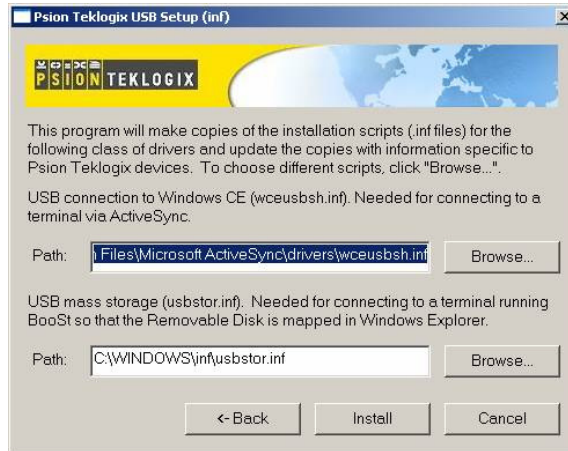 Psion Teklogix USB Setup (inf)
PSION TEKLOGIX
This program will make copies of the installation scripts (.inf files) for the
following class of drivers and update the copies with information specific to
Psion Teklogix devices. To choose different scripts, click "Browse...".
USB connection to Windows CE (wceusbsh.inf). Needed for connecting to a
terminal via ActiveSync.
Path: Files\Microsoft ActiveSync\drivers\wceusbsh.inf Browse...
USB mass storage (usbstor.inf). Needed for connecting to a terminal running
BooSt so that the Removable Disk is mapped in Windows Explorer.
Path: C:\WINDOWS\inf\usbstor.inf Browse...
<- Back Install Cancel